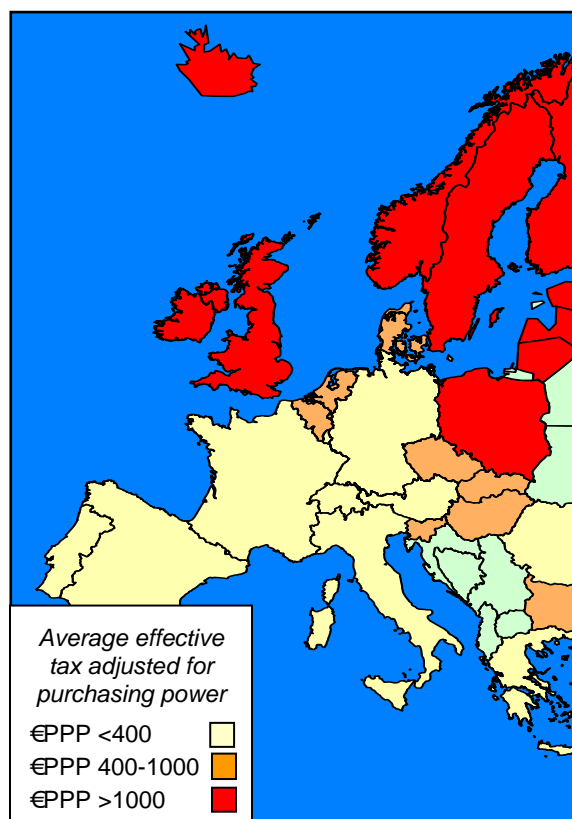 Average effective
tax adjusted for
purchasing power
€PPP <400
€PPP 400-1000
€PPP >1000